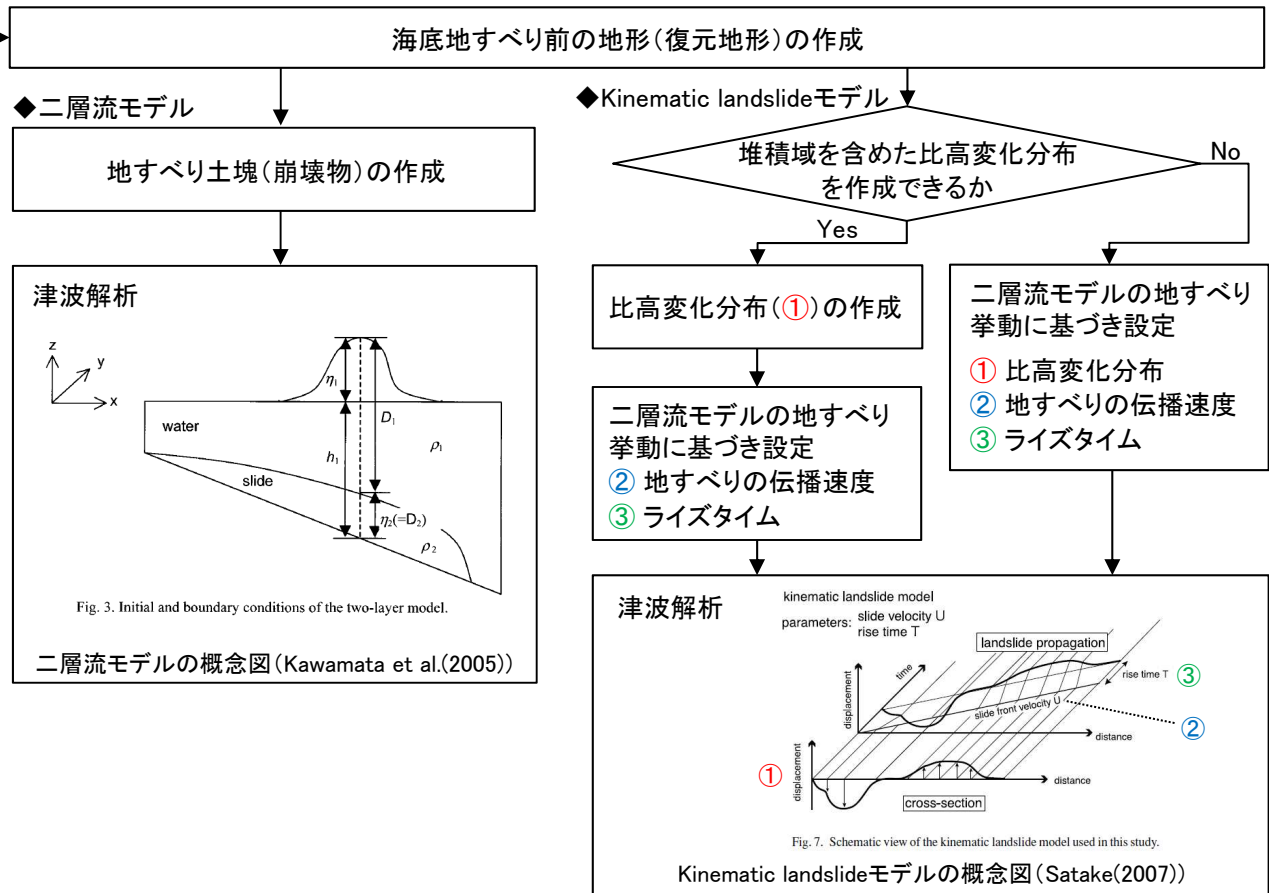 海底地すべり前の地形(復元地形)の作成
◆二層流モデル
地すべり土塊(崩壊物)の作成
津波解析
z
y
x
water
slide
η1
D1
h1
ρ1
η2(=D2)
ρ2
Fig. 3. Initial and boundary conditions of the two-layer model.
二層流モデルの概念図(Kawamata et al.(2005))
◆Kinematic landslideモデル
堆積域を含めた比高変化分布
を作成できるか
No
Yes
比高変化分布(①)の作成
二層流モデルの地すべり
挙動に基づき設定
② 地すべりの伝播速度
③ ライズタイム
二層流モデルの地すべり
挙動に基づき設定
① 比高変化分布
② 地すべりの伝播速度
③ ライズタイム
津波解析
kinematic landslide model
parameters: slide velocity U
rise time T
landslide propagation
time
displacement
rise time T
③
slide front velocity U
②
distance
①
displacement
distance
cross-section
Fig. 7. Schematic view of the kinematic landslide model used in this study.
Kinematic landslideモデルの概念図(Satake(2007))